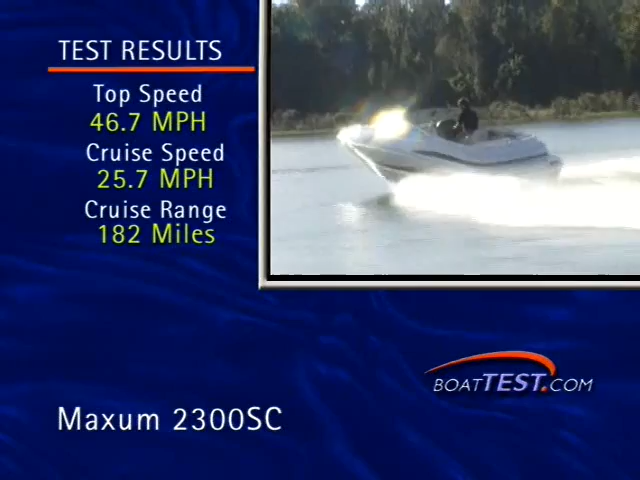 TEST RESULTS
Top Speed
46.7 MPH
Cruise Speed
25.7 MPH
Cruise Range
182 Miles
BOATTEST.COM
Maxum 2300SC